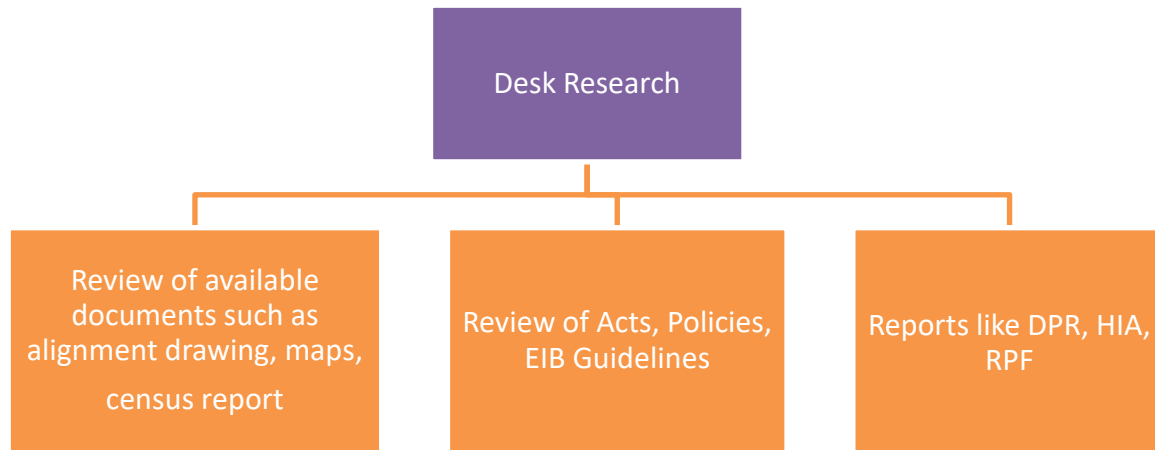 Desk Research
Review of available
documents such as
alignment drawing, maps,
census report
Review of Acts, Policies,
EIB Guidelines
Reports like DPR, HIA,
RPF